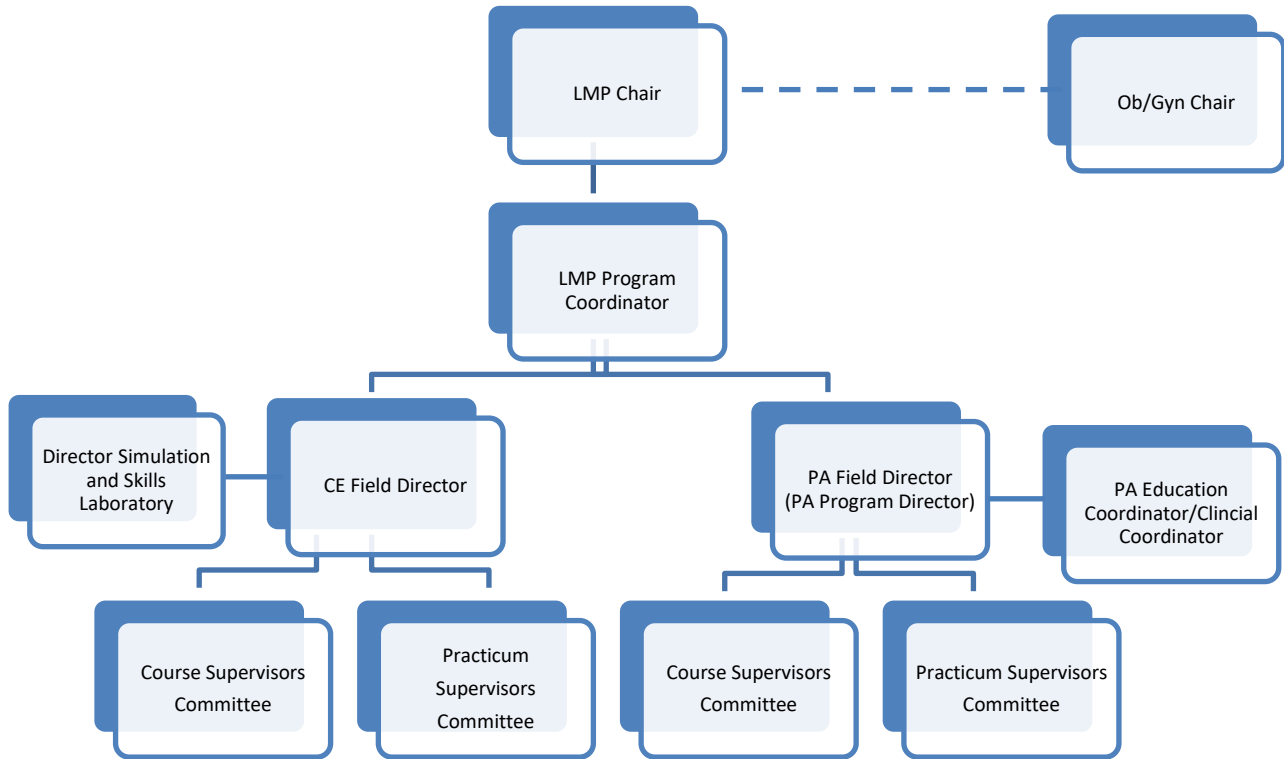 LMP Chair
Ob/Gyn Chair
LMP Program
Coordinator
Director Simulation
and Skills
Laboratory
CE Field Director
PA Field Director
(PA Program Director)
PA Education
Coordinator/Clincial
Coordinator
Course Supervisors
Committee
Practicum
Supervisors
Committee
Course Supervisors
Committee
Practicum Supervisors
Committee